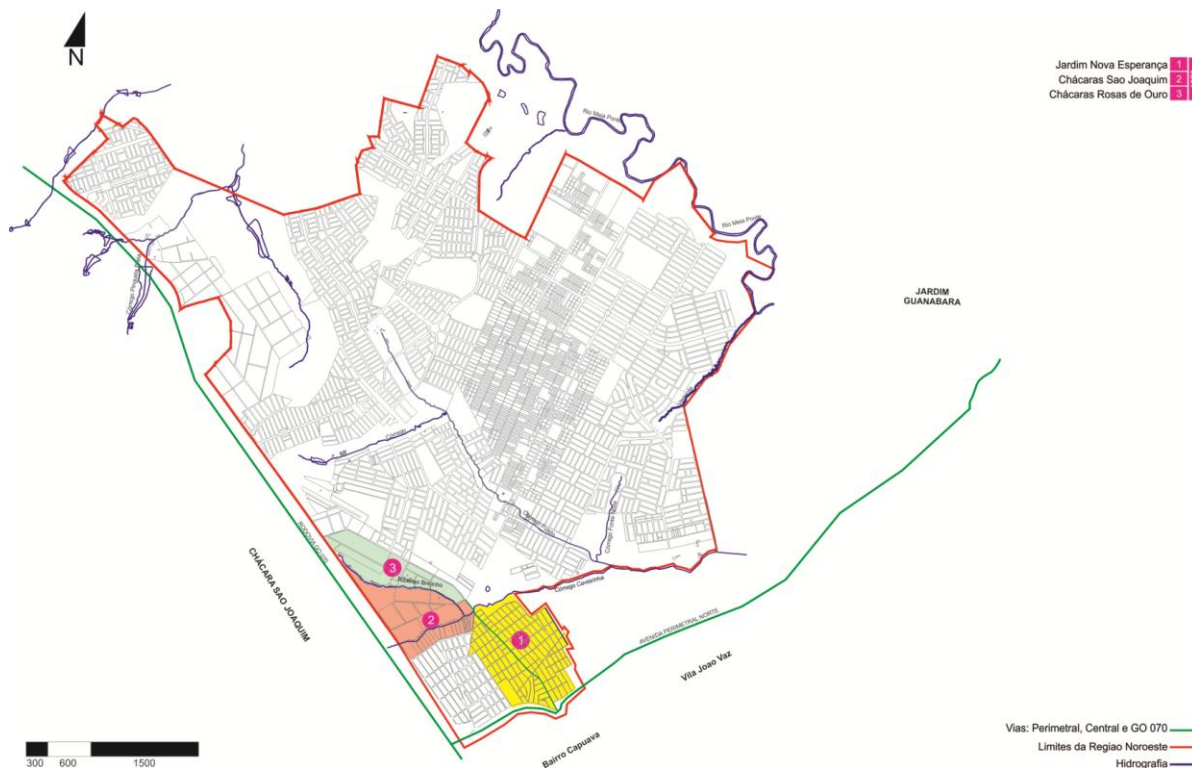 N
Jardim Nova Esperança 1
Chácaras Sao Joaquim 2
Chácaras Rosas de Ouro 3
Rio Meia Ponte
Rio Meia Ponte
JARDIM
GUANABARA
Córrego
CHÁCARA SAO JOAQUIM
3
Ribeirao
2
1
Córrego Caveirinha
AVENIDA PERIMETRAL NORTE
Vila Joao Vaz
Bairro Capuava
300 600 1500
Vias: Perimetral, Central e GO 070
Limites da Regiao Noroeste
Hidrografia